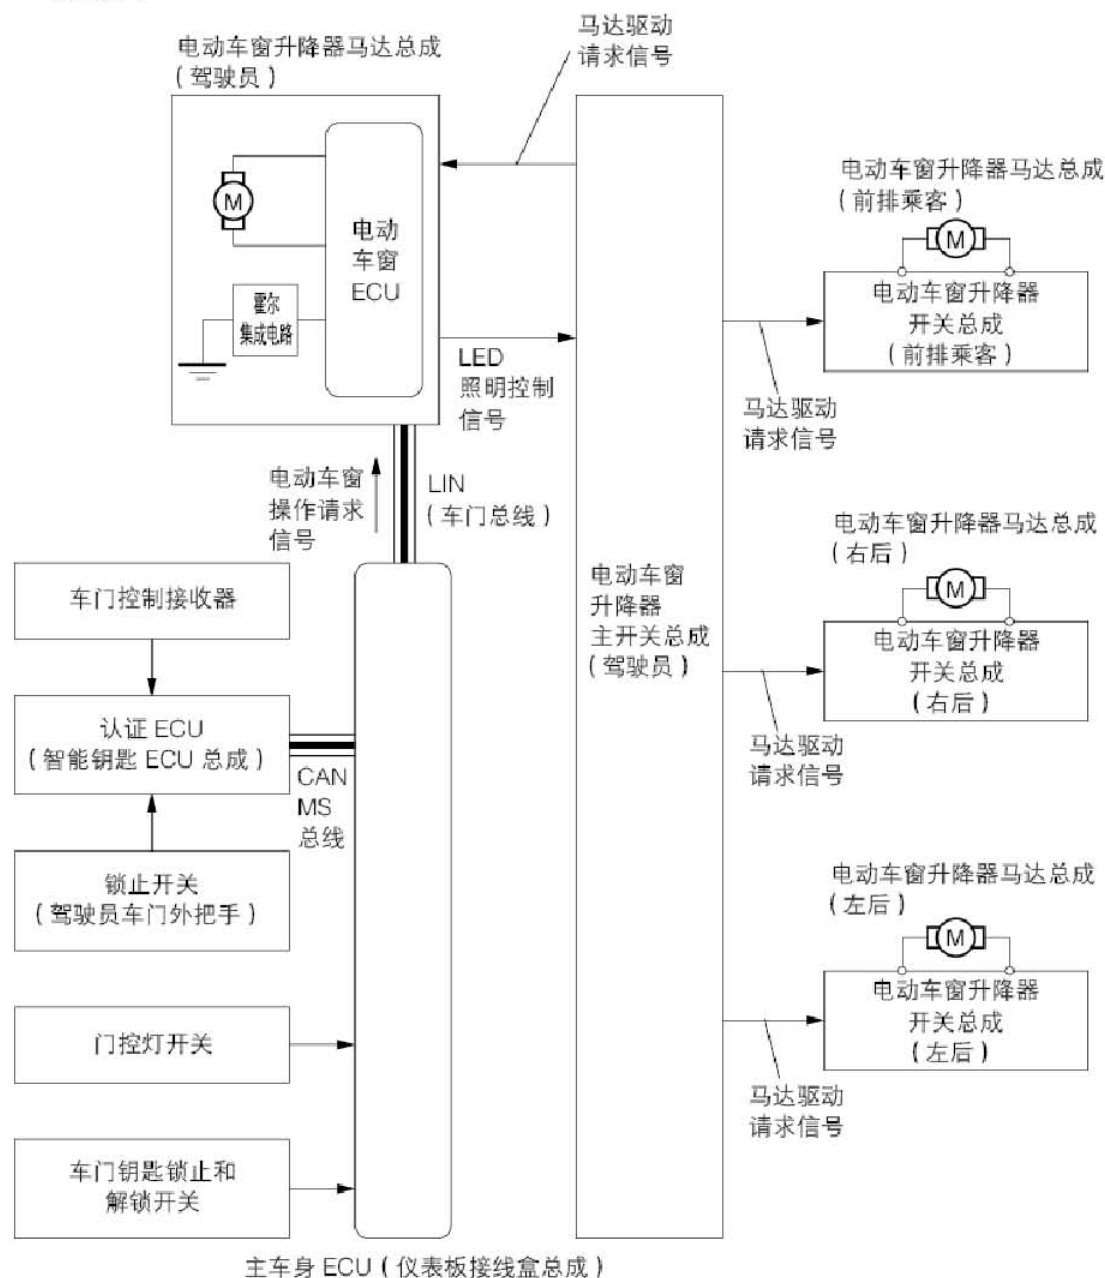 马达驱动
请求信号
电动车窗升降器马达总成
(驾驶员)
M
电动
车窗
ECU
霍尔
集成电路
LED
照明控制
信号
电动车窗升降器马达总成
(前排乘客)
M
电动车窗升降器
开关总成
(前排乘客)
马达驱动
请求信号
电动车窗
操作请求
信号
LIN
(车门总线)
车门控制接收器
认证 ECU
(智能钥匙 ECU 总成)
CAN
MS
总线
锁止开关
(驾驶员车门外把手)
门控灯开关
车门钥匙锁止和
解锁开关
主车身 ECU (仪表板接线盒总成)
电动车窗
升降器
主开关总成
(驾驶员)
电动车窗升降器马达总成
(右后)
M
电动车窗升降器
开关总成
(右后)
马达驱动
请求信号
电动车窗升降器马达总成
(左后)
M
电动车窗升降器
开关总成
(左后)
马达驱动
请求信号